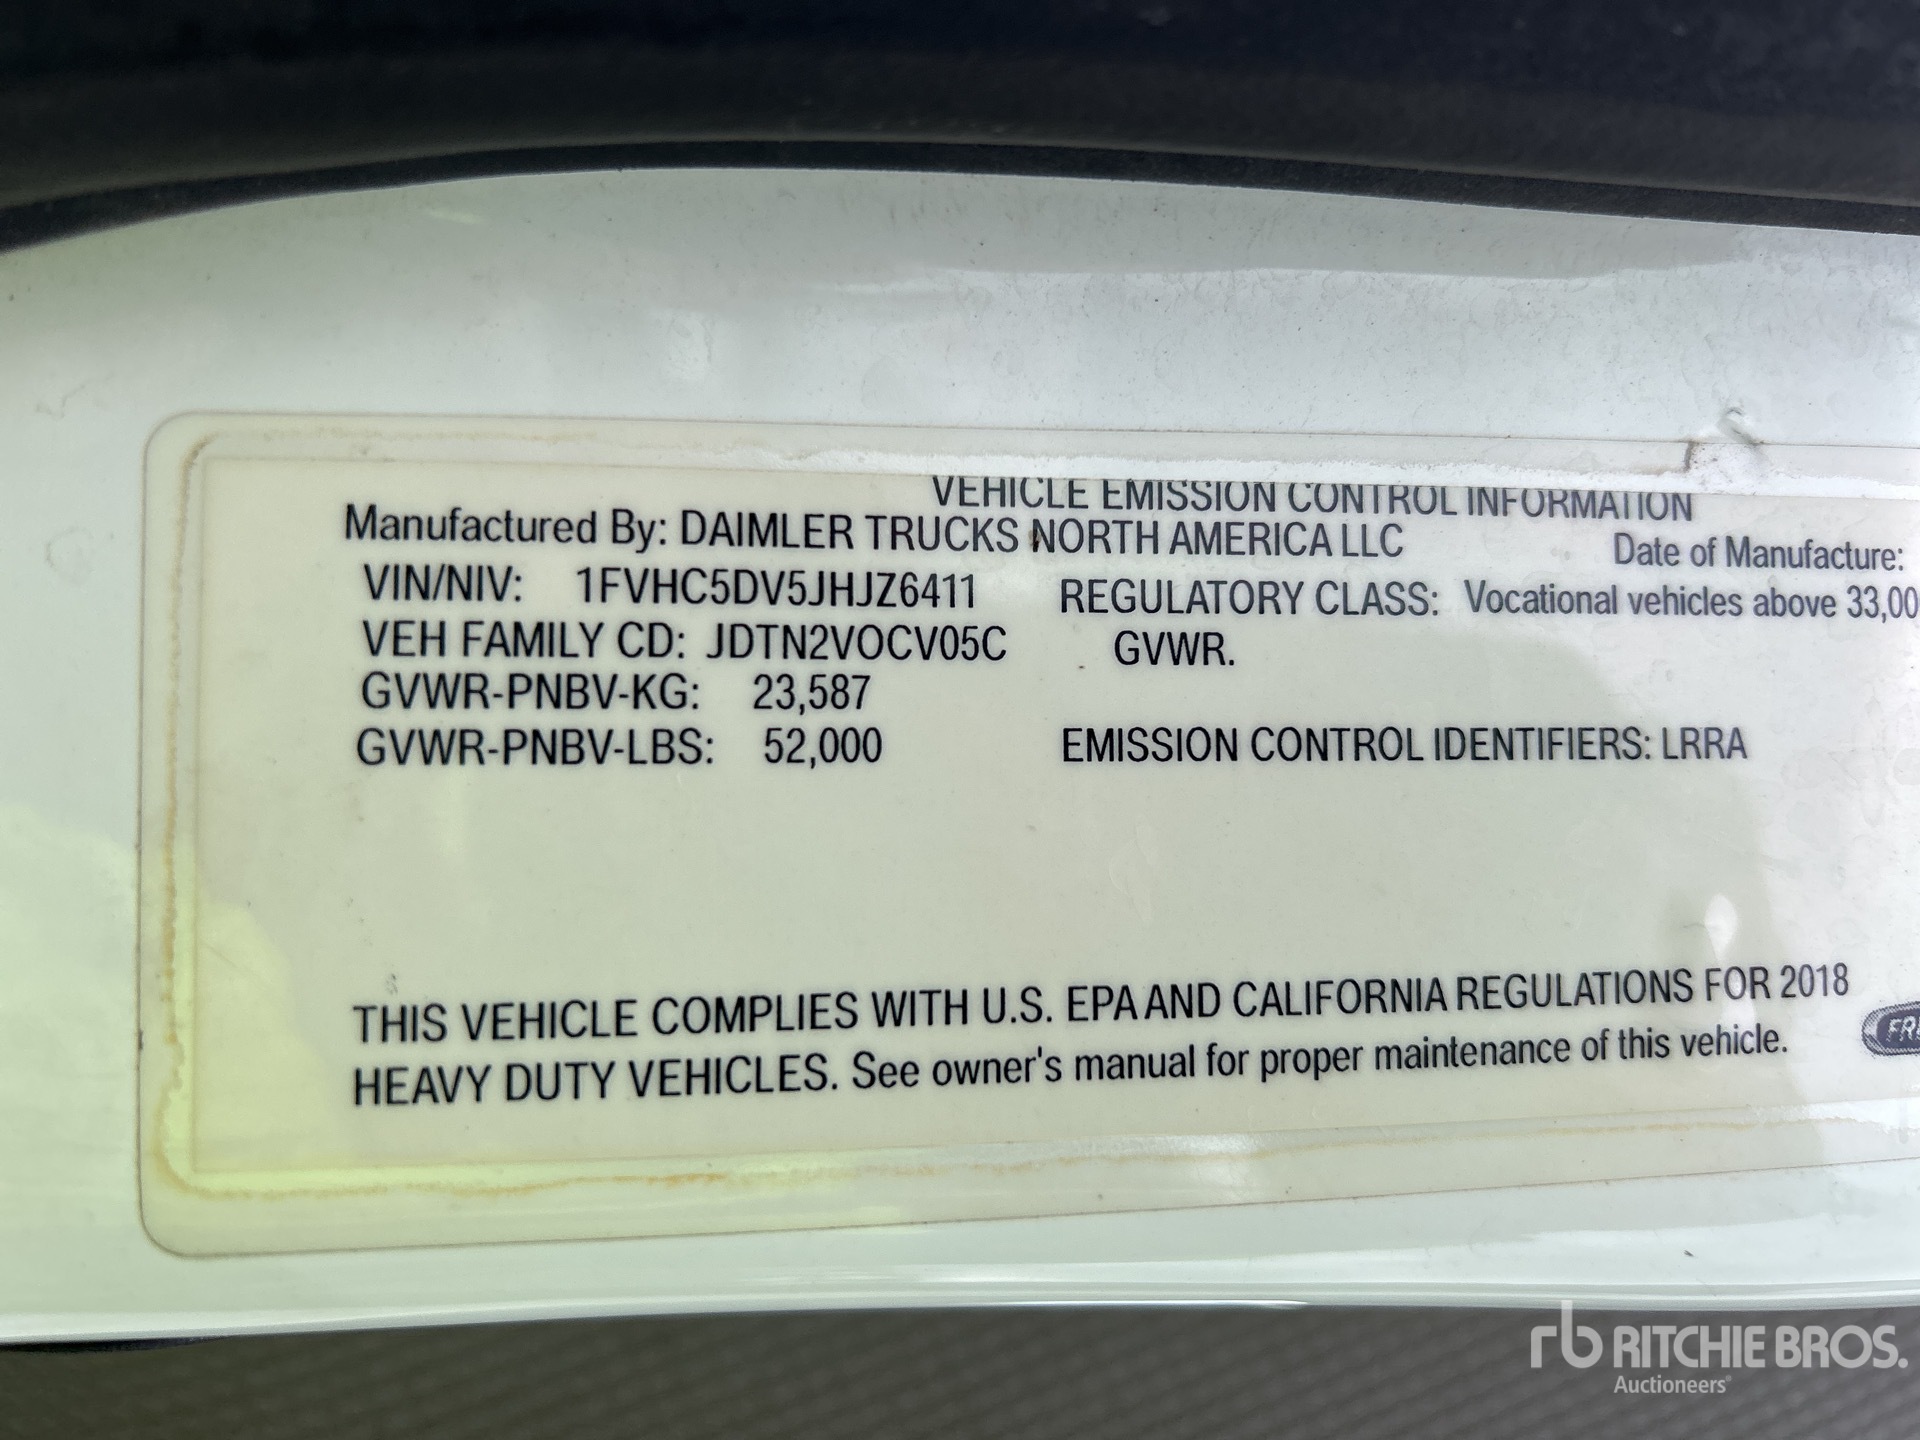 VEHICLE EMISSION CONTROL INFORMATION
Manufactured By: DAIMLER TRUCKS NORTH AMERICA LLC
Date of Manufacture:
VIN/NIV: 1FVHC5DV5JHJZ6411
REGULATORY CLASS: Vocational vehicles above 33,00
GVWR.
VEH FAMILY CD: JDTN2VOCV05C
GVWR-PNBV-KG: 23,587
GVWR-PNBV-LBS: 52,000
EMISSION CONTROL IDENTIFIERS: LRRA
THIS VEHICLE COMPLIES WITH U.S. EPA AND CALIFORNIA REGULATIONS FOR 2018
HEAVY DUTY VEHICLES. See owner's manual for proper maintenance of this vehicle.
rb RITCHIE BROS.
Auctioneers